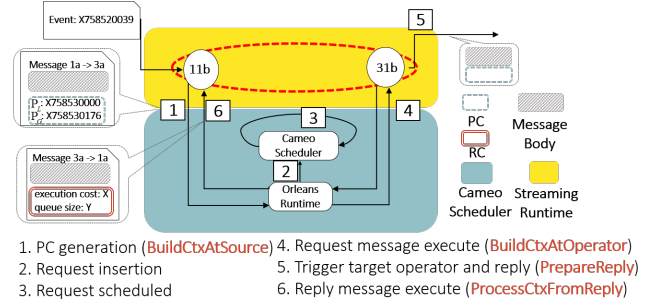 Event: X758520039
5
Message 1a -> 3a
P : X758530000
P : X758530176
11b
31b
1
6
4
3
Cameo
Scheduler
2
Orleans
Runtime
Message 3a -> 1a
execution cost: X
queue size: Y
PC
Message
Body
RC
Cameo
Scheduler
Streaming
Runtime
1. PC generation (BuildCtxAtSource)
2. Request insertion
3. Request scheduled
4. Request message execute (BuildCtxAtOperator)
5. Trigger target operator and reply (PrepareReply)
6. Reply message execute (ProcessCtxFromReply)